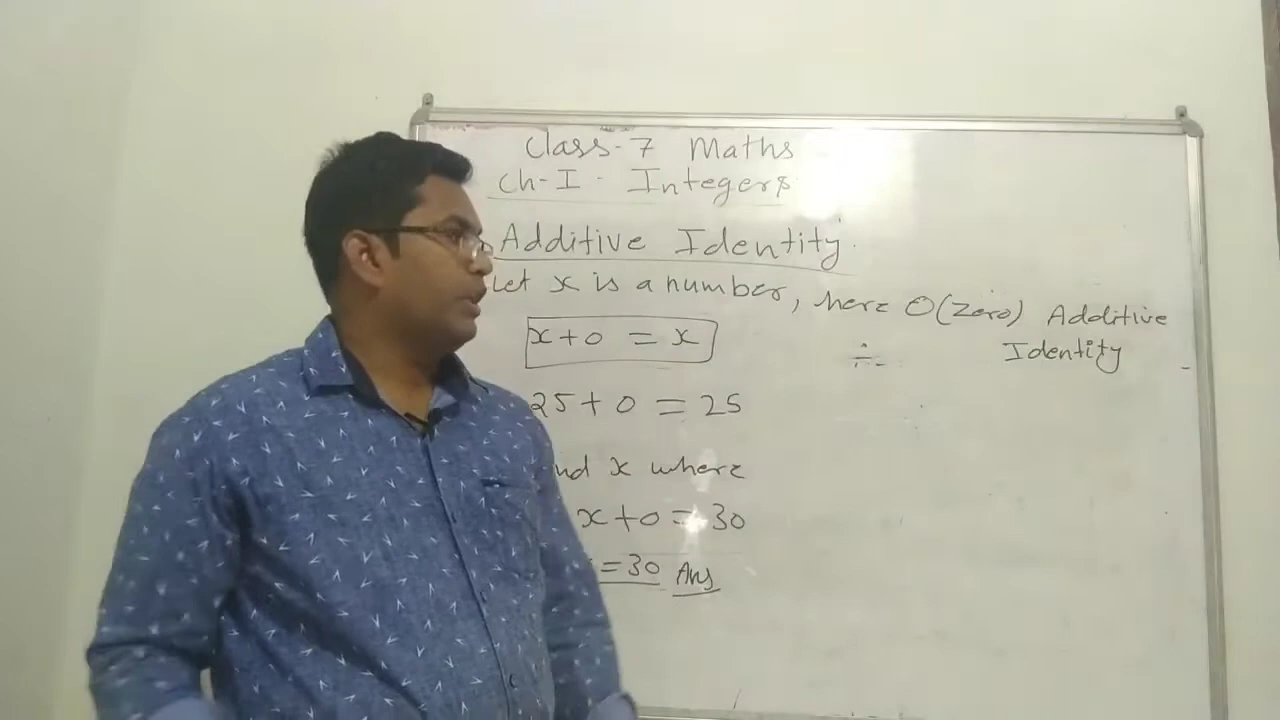 Class-7 Maths
Ch-I - Integers
Additive Identity
Let x is a number, here 0(Zero) Additive
Identity
x+0 = x
÷
25+0 = 25
x where
x+0 = 30
=30 Ans